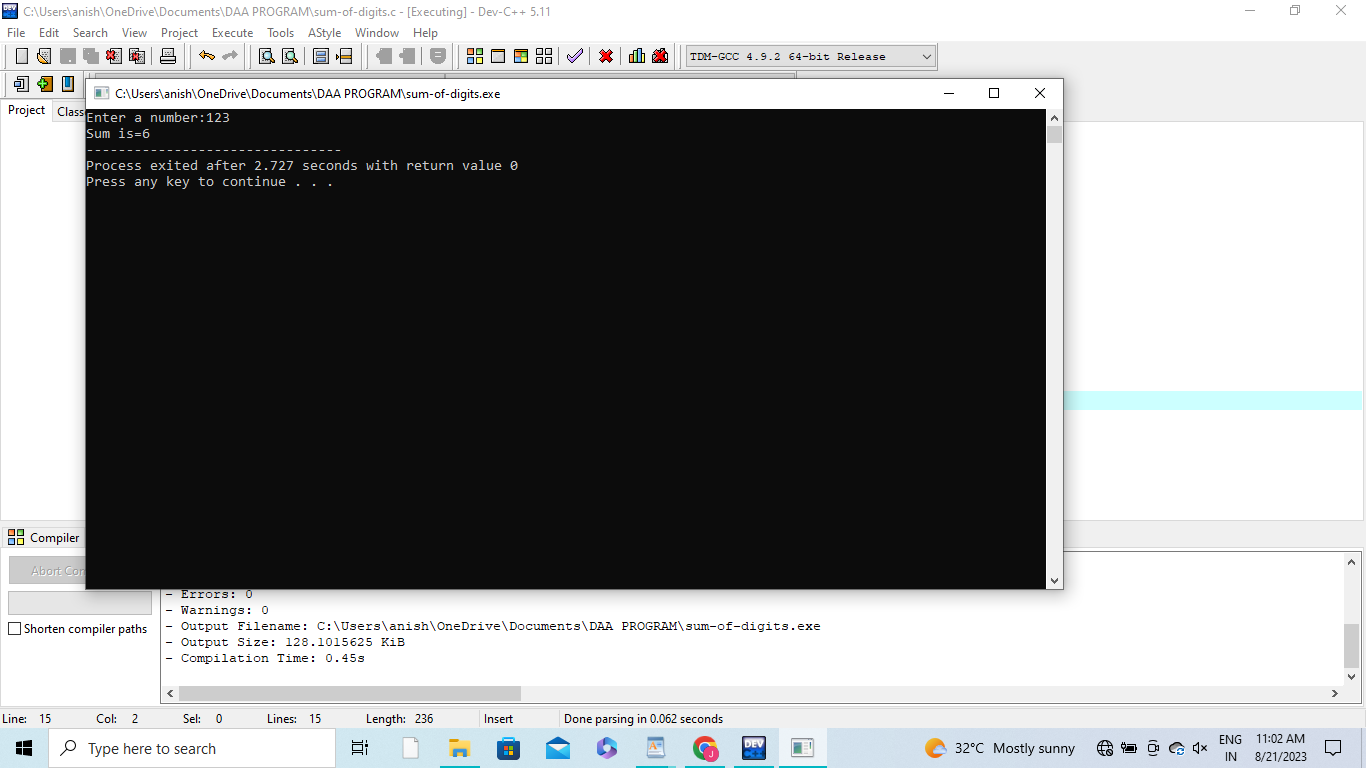 C:\Users\anish\OneDrive\Documents\DAA PROGRAM\sum-of-digits.c - [Executing] - Dev-C++ 5.11
File Edit Search View Project Execute Tools AStyle Window Help
TDM-GCC 4.9.2 64-bit Release
C:\Users\anish\OneDrive\Documents\DAA PROGRAM\sum-of-digits.exe
Project Class
Enter a number:123
Sum is=6
--------------------------------
Process exited after 2.727 seconds with return value 0
Press any key to continue . . .
Compiler
Abort Con
- Errors: 0
- Warnings: 0
Shorten compiler paths
- Output Filename: C:\Users\anish\OneDrive\Documents\DAA PROGRAM\sum-of-digits.exe
- Output Size: 128.1015625 KiB
- Compilation Time: 0.45s
Line: 15 Col: 2 Sel: 0 Lines: 15 Length: 236 Insert Done parsing in 0.062 seconds
Type here to search
DEV
32°C Mostly sunny
ENG
IN
11:02 AM
8/21/2023